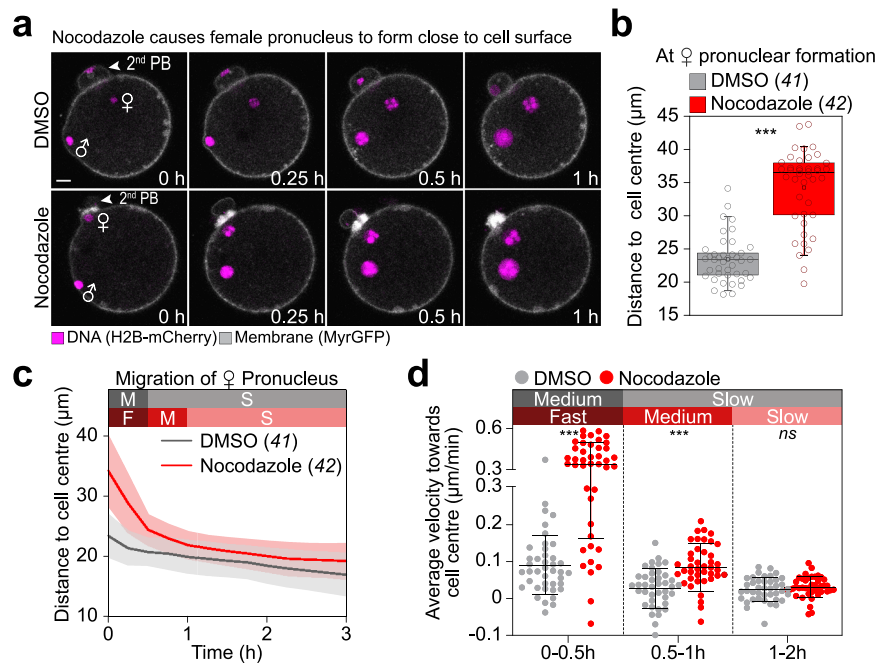 a
Nocodazole causes female pronucleus to form close to cell surface
DMSO
2nd PB
♀
♂
0 h
0.25 h
0.5 h
1 h
Nocodazole
2nd PB
♀
♂
0 h
0.25 h
0.5 h
1 h
DNA (H2B-mCherry) Membrane (MyrGFP)
b
At ♀ pronuclear formation
DMSO (41)
Nocodazole (42)
Distance to cell centre (μm)
45
40
35
30
25
20
15
***
c
Migration of ♀ Pronucleus
M S
F M S
DMSO (41)
Nocodazole (42)
Distance to cell centre (μm)
40
30
20
10
0 1 2 3
Time (h)
d
DMSO Nocodazole
Medium Slow
Fast Medium Slow
*** *** ns
Average velocity towards
cell centre (μm/min)
0.6
0.3
0.3
0.2
0.1
0
-0.1
0-0.5h 0.5-1h 1-2h